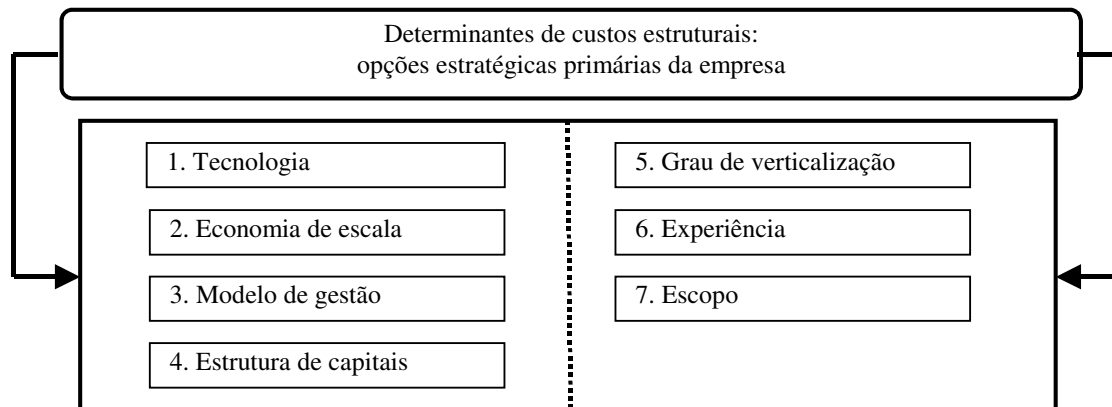 Determinantes de custos estruturais:
opções estratégicas primárias da empresa
1. Tecnologia
2. Economia de escala
3. Modelo de gestão
4. Estrutura de capitais
5. Grau de verticalização
6. Experiência
7. Escopo